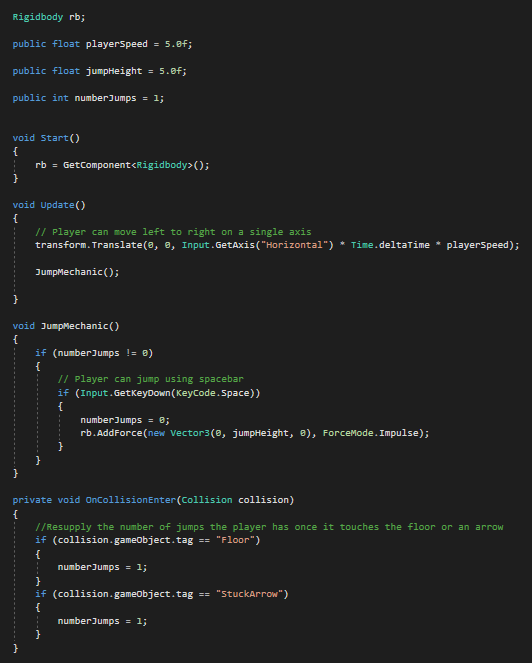 Rigidbody rb;
public float playerSpeed = 5.0f;
public float jumpHeight = 5.0f;
public int numberJumps = 1;
void Start()
{
rb = GetComponent<Rigidbody>();
}
void Update()
{
// Player can move left to right on a single axis
transform.Translate(0, 0, Input.GetAxis("Horizontal") * Time.deltaTime * playerSpeed);
JumpMechanic();
}
void JumpMechanic()
{
if (numberJumps != 0)
{
// Player can jump using spacebar
if (Input.GetKeyDown(KeyCode.Space))
{
numberJumps = 0;
rb.AddForce(new Vector3(0, jumpHeight, 0), ForceMode.Impulse);
}
}
}
private void OnCollisionEnter(Collision collision)
{
//Resupply the number of jumps the player has once it touches the floor or an arrow
if (collision.gameObject.tag == "Floor")
{
numberJumps = 1;
}
if (collision.gameObject.tag == "StuckArrow")
{
numberJumps = 1;
}
}